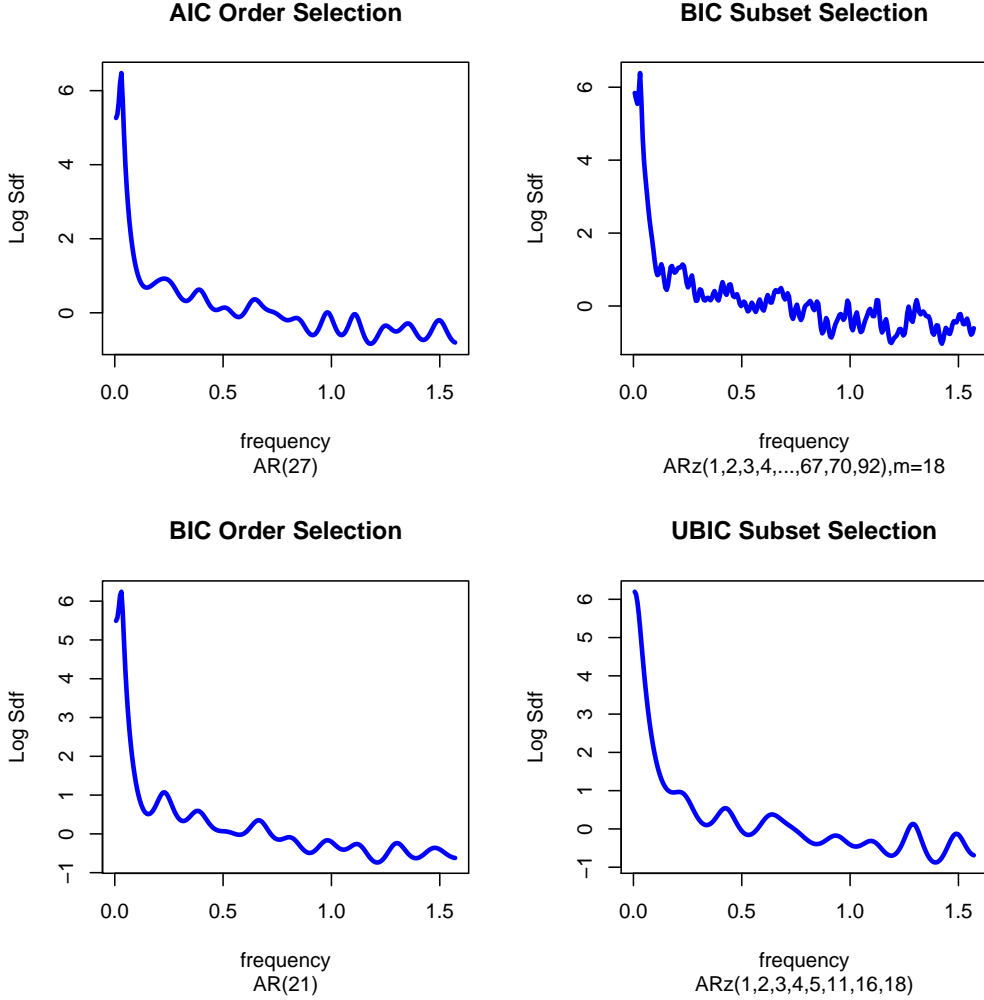 AIC Order Selection
Log Sdf
6
4
2
0
0.0 0.5 1.0 1.5
frequency
AR(27)
BIC Subset Selection
Log Sdf
6
4
2
0
0.0 0.5 1.0 1.5
frequency
ARz(1,2,3,4,...,67,70,92),m=18
BIC Order Selection
Log Sdf
6
5
4
3
2
1
0
−1
0.0 0.5 1.0 1.5
frequency
AR(21)
UBIC Subset Selection
Log Sdf
6
5
4
3
2
1
0
−1
0.0 0.5 1.0 1.5
frequency
ARz(1,2,3,4,5,11,16,18)